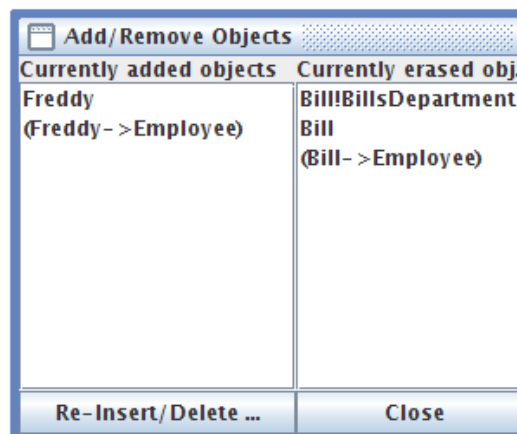 Add/Remove Objects
Currently added objects Currently erased obj.
Freddy
(Freddy->Employee)
Bill!BillsDepartment
Bill
(Bill->Employee)
Re-Insert/Delete ... Close